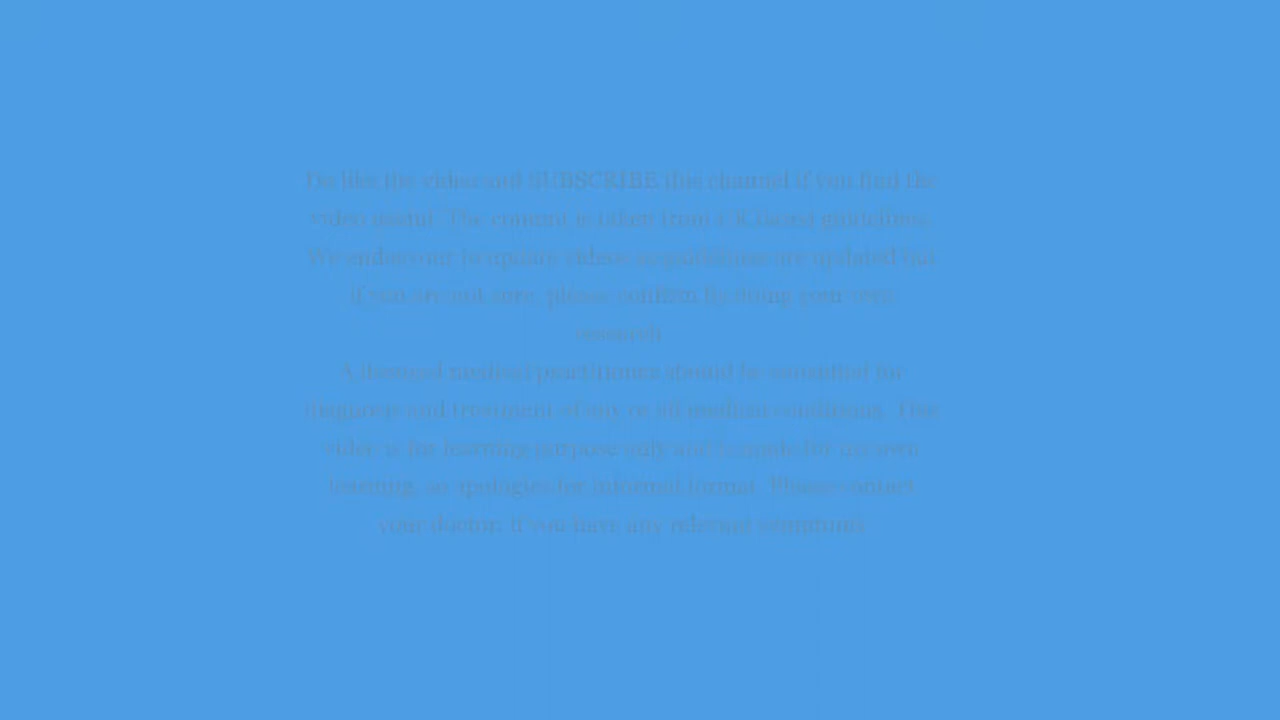 Do like the video and SUBSCRIBE this channel if you find the
video useful. The content is taken from UK based guidelines.
We endeavour to update videos as guidelines are updated but
if you are not sure, please confirm by doing your own
research.
A licensed medical practitioner should be consulted for
diagnosis and treatment of any or all medical conditions. This
video is for learning purpose only and is made for our own
learning, so apologies for informal format. Please contact
your doctor: if you have any relevant symptoms.